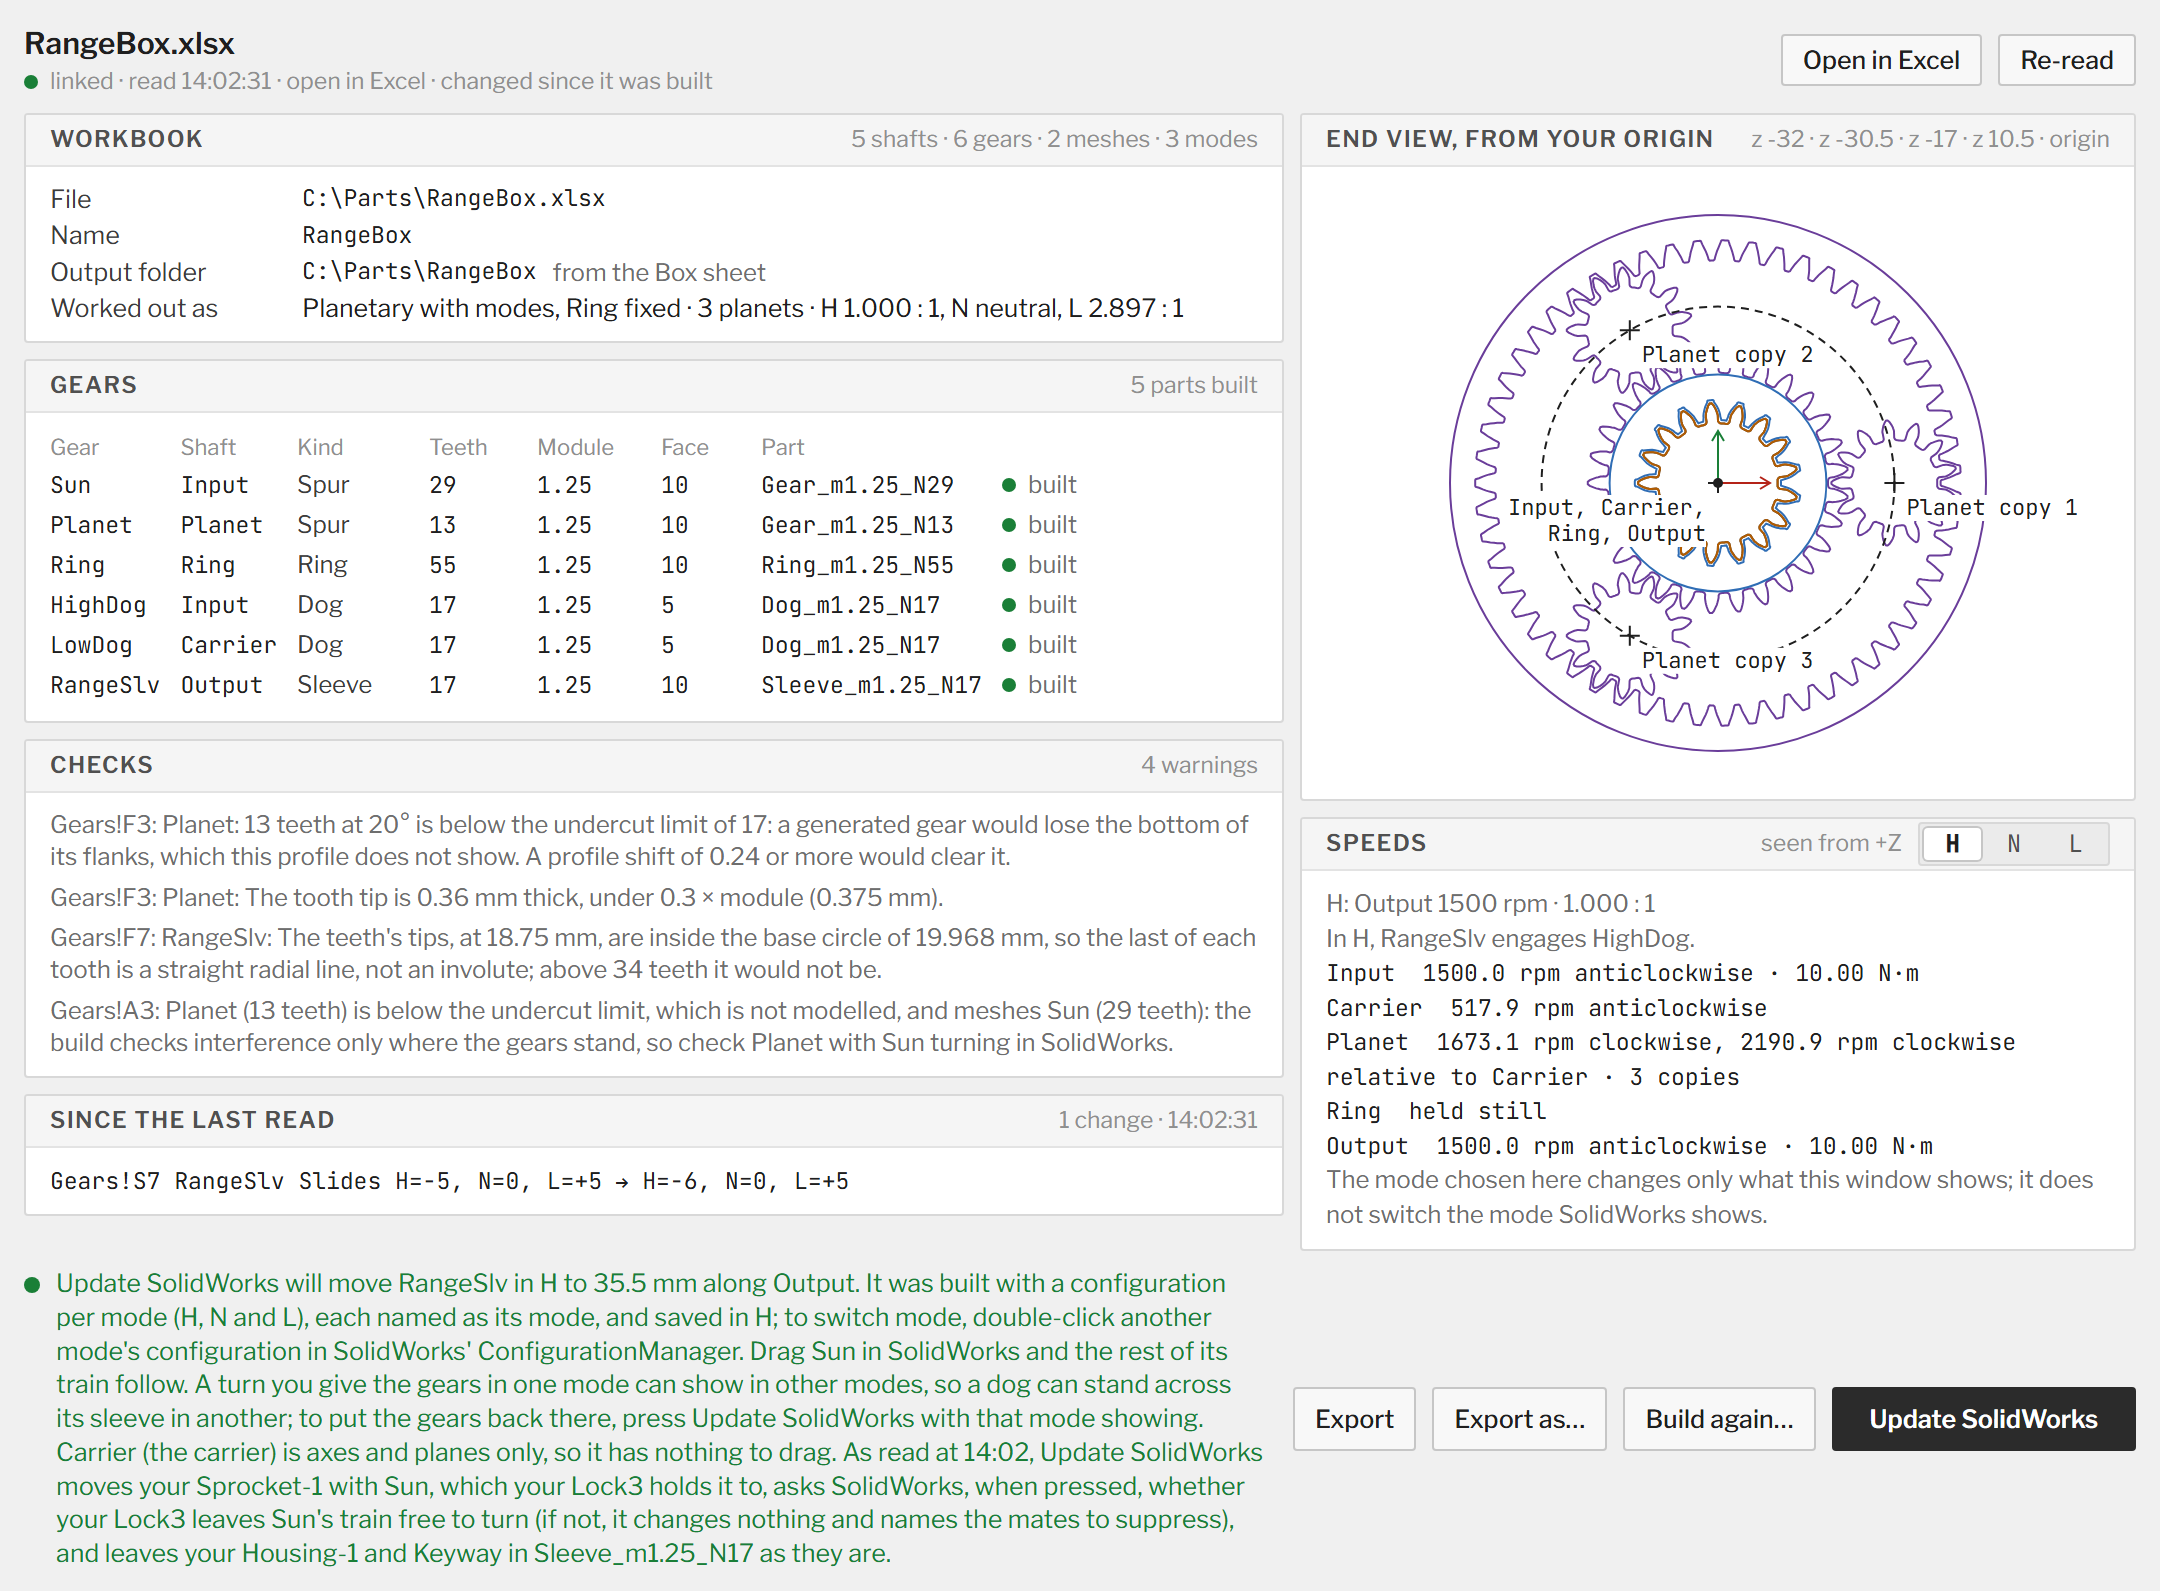 RangeBox.xlsx
linked · read 14:02:31 · open in Excel · changed since it was built
Open in Excel
Re-read
WORKBOOK
5 shafts · 6 gears · 2 meshes · 3 modes
File C:\Parts\RangeBox.xlsx
Name RangeBox
Output folder C:\Parts\RangeBox from the Box sheet
Worked out as Planetary with modes, Ring fixed · 3 planets · H 1.000 : 1, N neutral, L 2.897 : 1
GEARS
5 parts built
Gear Shaft Kind Teeth Module Face Part
Sun Input Spur 29 1.25 10 Gear_m1.25_N29 built
Planet Planet Spur 13 1.25 10 Gear_m1.25_N13 built
Ring Ring Ring 55 1.25 10 Ring_m1.25_N55 built
HighDog Input Dog 17 1.25 5 Dog_m1.25_N17 built
LowDog Carrier Dog 17 1.25 5 Dog_m1.25_N17 built
RangeSlv Output Sleeve 17 1.25 10 Sleeve_m1.25_N17 built
CHECKS
4 warnings
Gears!F3: Planet: 13 teeth at 20° is below the undercut limit of 17: a generated gear would lose the bottom of
its flanks, which this profile does not show. A profile shift of 0.24 or more would clear it.
Gears!F3: Planet: The tooth tip is 0.36 mm thick, under 0.3 × module (0.375 mm).
Gears!F7: RangeSlv: The teeth's tips, at 18.75 mm, are inside the base circle of 19.968 mm, so the last of each
tooth is a straight radial line, not an involute; above 34 teeth it would not be.
Gears!A3: Planet (13 teeth) is below the undercut limit, which is not modelled, and meshes Sun (29 teeth): the
build checks interference only where the gears stand, so check Planet with Sun turning in SolidWorks.
SINCE THE LAST READ
1 change · 14:02:31
Gears!S7 RangeSlv Slides H=-5, N=0, L=+5 → H=-6, N=0, L=+5
END VIEW, FROM YOUR ORIGIN
z -32 · z -30.5 · z -17 · z 10.5 · origin
Planet copy 2
Input, Carrier,
Ring, Output
Planet copy 1
Planet copy 3
SPEEDS
seen from +Z
H N L
H: Output 1500 rpm · 1.000 : 1
In H, RangeSlv engages HighDog.
Input 1500.0 rpm anticlockwise · 10.00 N·m
Carrier 517.9 rpm anticlockwise
Planet 1673.1 rpm clockwise, 2190.9 rpm clockwise
relative to Carrier · 3 copies
Ring held still
Output 1500.0 rpm anticlockwise · 10.00 N·m
The mode chosen here changes only what this window shows; it does
not switch the mode SolidWorks shows.
Update SolidWorks will move RangeSlv in H to 35.5 mm along Output. It was built with a configuration
per mode (H, N and L), each named as its mode, and saved in H; to switch mode, double-click another
mode's configuration in SolidWorks' ConfigurationManager. Drag Sun in SolidWorks and the rest of its
train follow. A turn you give the gears in one mode can show in other modes, so a dog can stand across
its sleeve in another; to put the gears back there, press Update SolidWorks with that mode showing.
Carrier (the carrier) is axes and planes only, so it has nothing to drag. As read at 14:02, Update SolidWorks
moves your Sprocket-1 with Sun, which your Lock3 holds it to, asks SolidWorks, when pressed, whether
your Lock3 leaves Sun's train free to turn (if not, it changes nothing and names the mates to suppress),
and leaves your Housing-1 and Keyway in Sleeve_m1.25_N17 as they are.
Export
Export as...
Build again...
Update SolidWorks